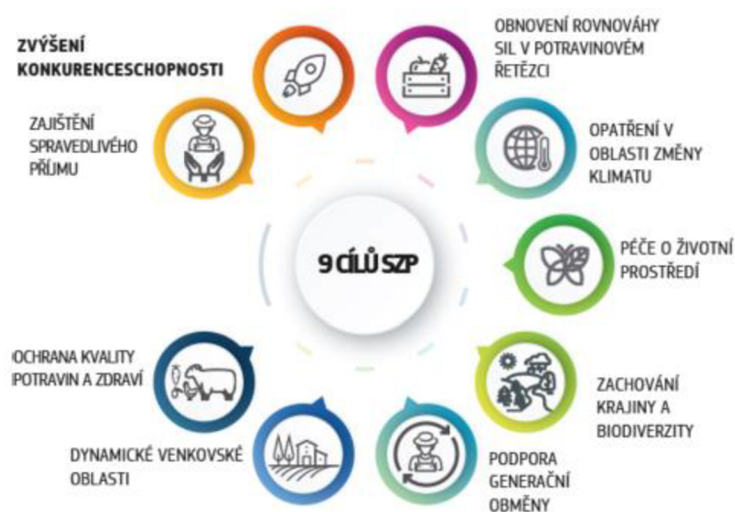 ZVÝŠENÍ
KONKURENCESCHOPNOSTI
OBNOVENÍ ROVNOVÁHY
SIL V POTRAVINOVÉM
ŘETĚZCI
ZAJIŠTĚNÍ
SPRAVEDLIVÉHO
PŘÍJMU
OPATŘENÍ V
OBLASTI ZMĚNY
KLIMATU
9 CÍLŮ SZP
PÉČE O ŽIVOTNÍ
PROSTŘEDÍ
OCHRANA KVALITY
POTRAVIN A ZDRAVÍ
ZACHOVÁNÍ
KRAJINY A
BIODIVERZITY
DYNAMICKÉ VENKOVSKÉ
OBLASTI
PODPORA
GENERAČNÍ
OBMĚNY